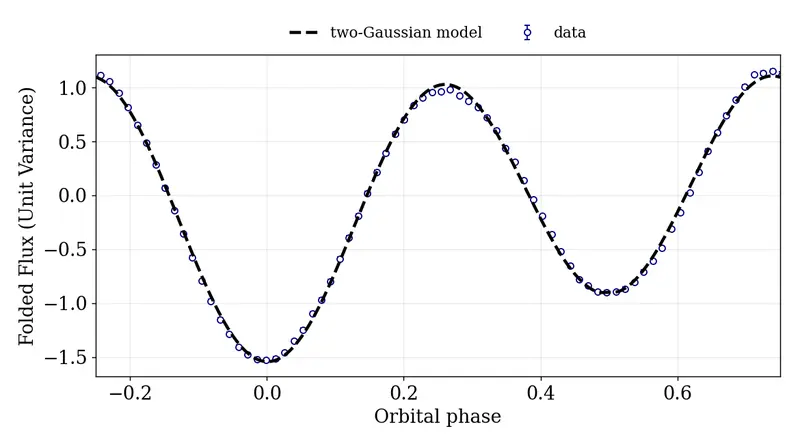 two-Gaussian model data
Folded Flux (Unit Variance)
1.0
0.5
0.0
−0.5
−1.0
−1.5
−0.2 0.0 0.2 0.4 0.6
Orbital phase